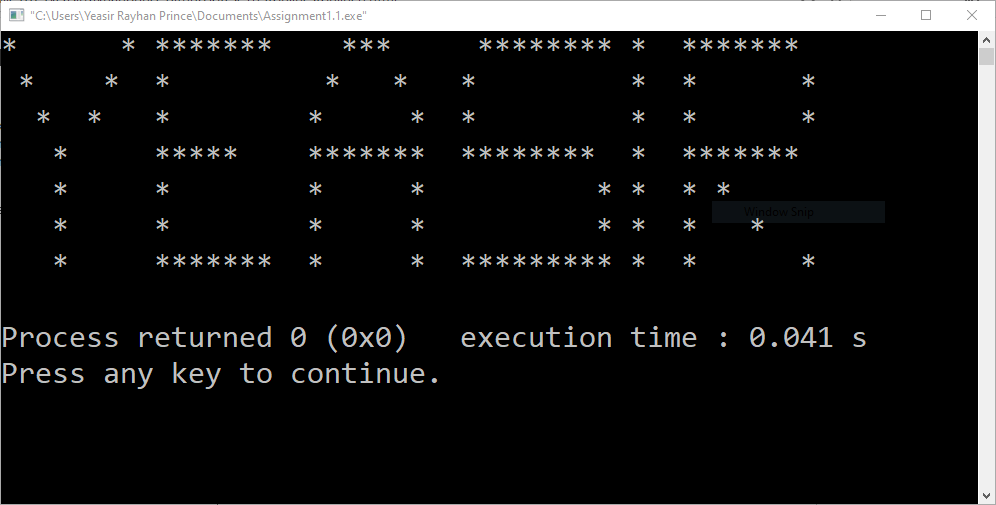 "C:\Users\Yeasir Rayhan Prince\Documents\Assignment1.1.exe"
*      * *******    ***     ******** *  *******
 *    *  *         *   *   *         *  *      *
  *  *   *        *     *  *         *  *      *
   *     *****    *******  ********  *  *******
   *     *        *     *          * *  * *
   *     *        *     *          * *  *   *
   *     *******  *     *  ********* *  *      *
Window Snip
Process returned 0 (0x0)   execution time : 0.041 s
Press any key to continue.